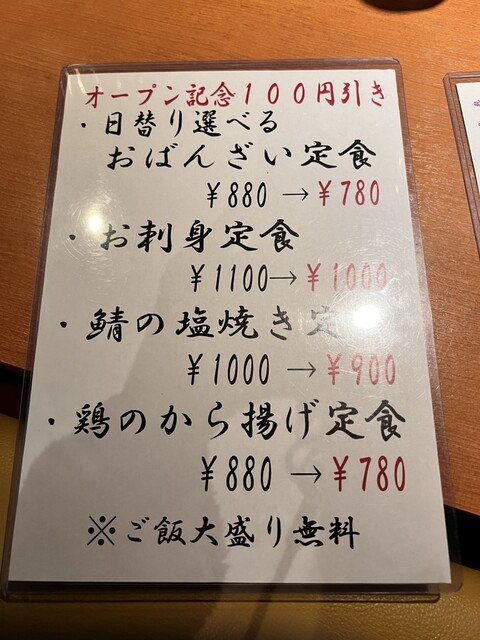 オープン記念１００円引き
・日替り選べる
おばんざい定食
￥880→￥780
・お刺身定食
￥1100→￥1000
・鯖の塩焼き定
￥1000→￥900
・鶏のから揚げ定食
￥880→￥780
※ご飯大盛り無料